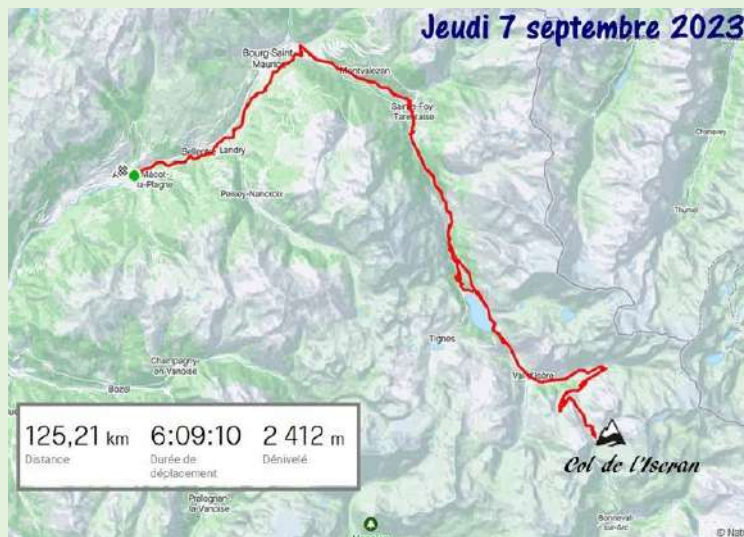 Jeudi 7 septembre 2023
Bourg-Saint-
Maurice
Montvalezan
Sainte-Foy-
Tarentaise
Landry
Macot-
la-Plagne
Peisey-Nancroix
Tignes
Champagny-
en-Vanoise
Bozel
Val-d'Isère
Col de l'Iseran
125,21 km 6:09:10 2 412 m
Distance Durée de Dénivelé
déplacement
Pralognan-
la-Vanoise
Bonneval-
sur-Arc